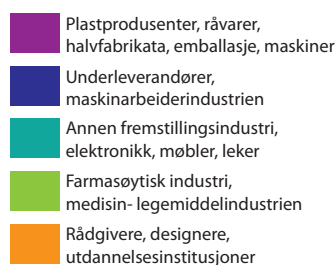 Plastprodusenter, råvarer,
halvfabrikata, emballasje, maskiner
Underleverandører,
maskinarbeiderindustrien
Annen fremstillingsindustri,
elektronikk, møbler, leker
Farmasøytisk industri,
medisin- legemiddelindustrien
Rådgivere, designere,
utdannelsesinstitusjoner